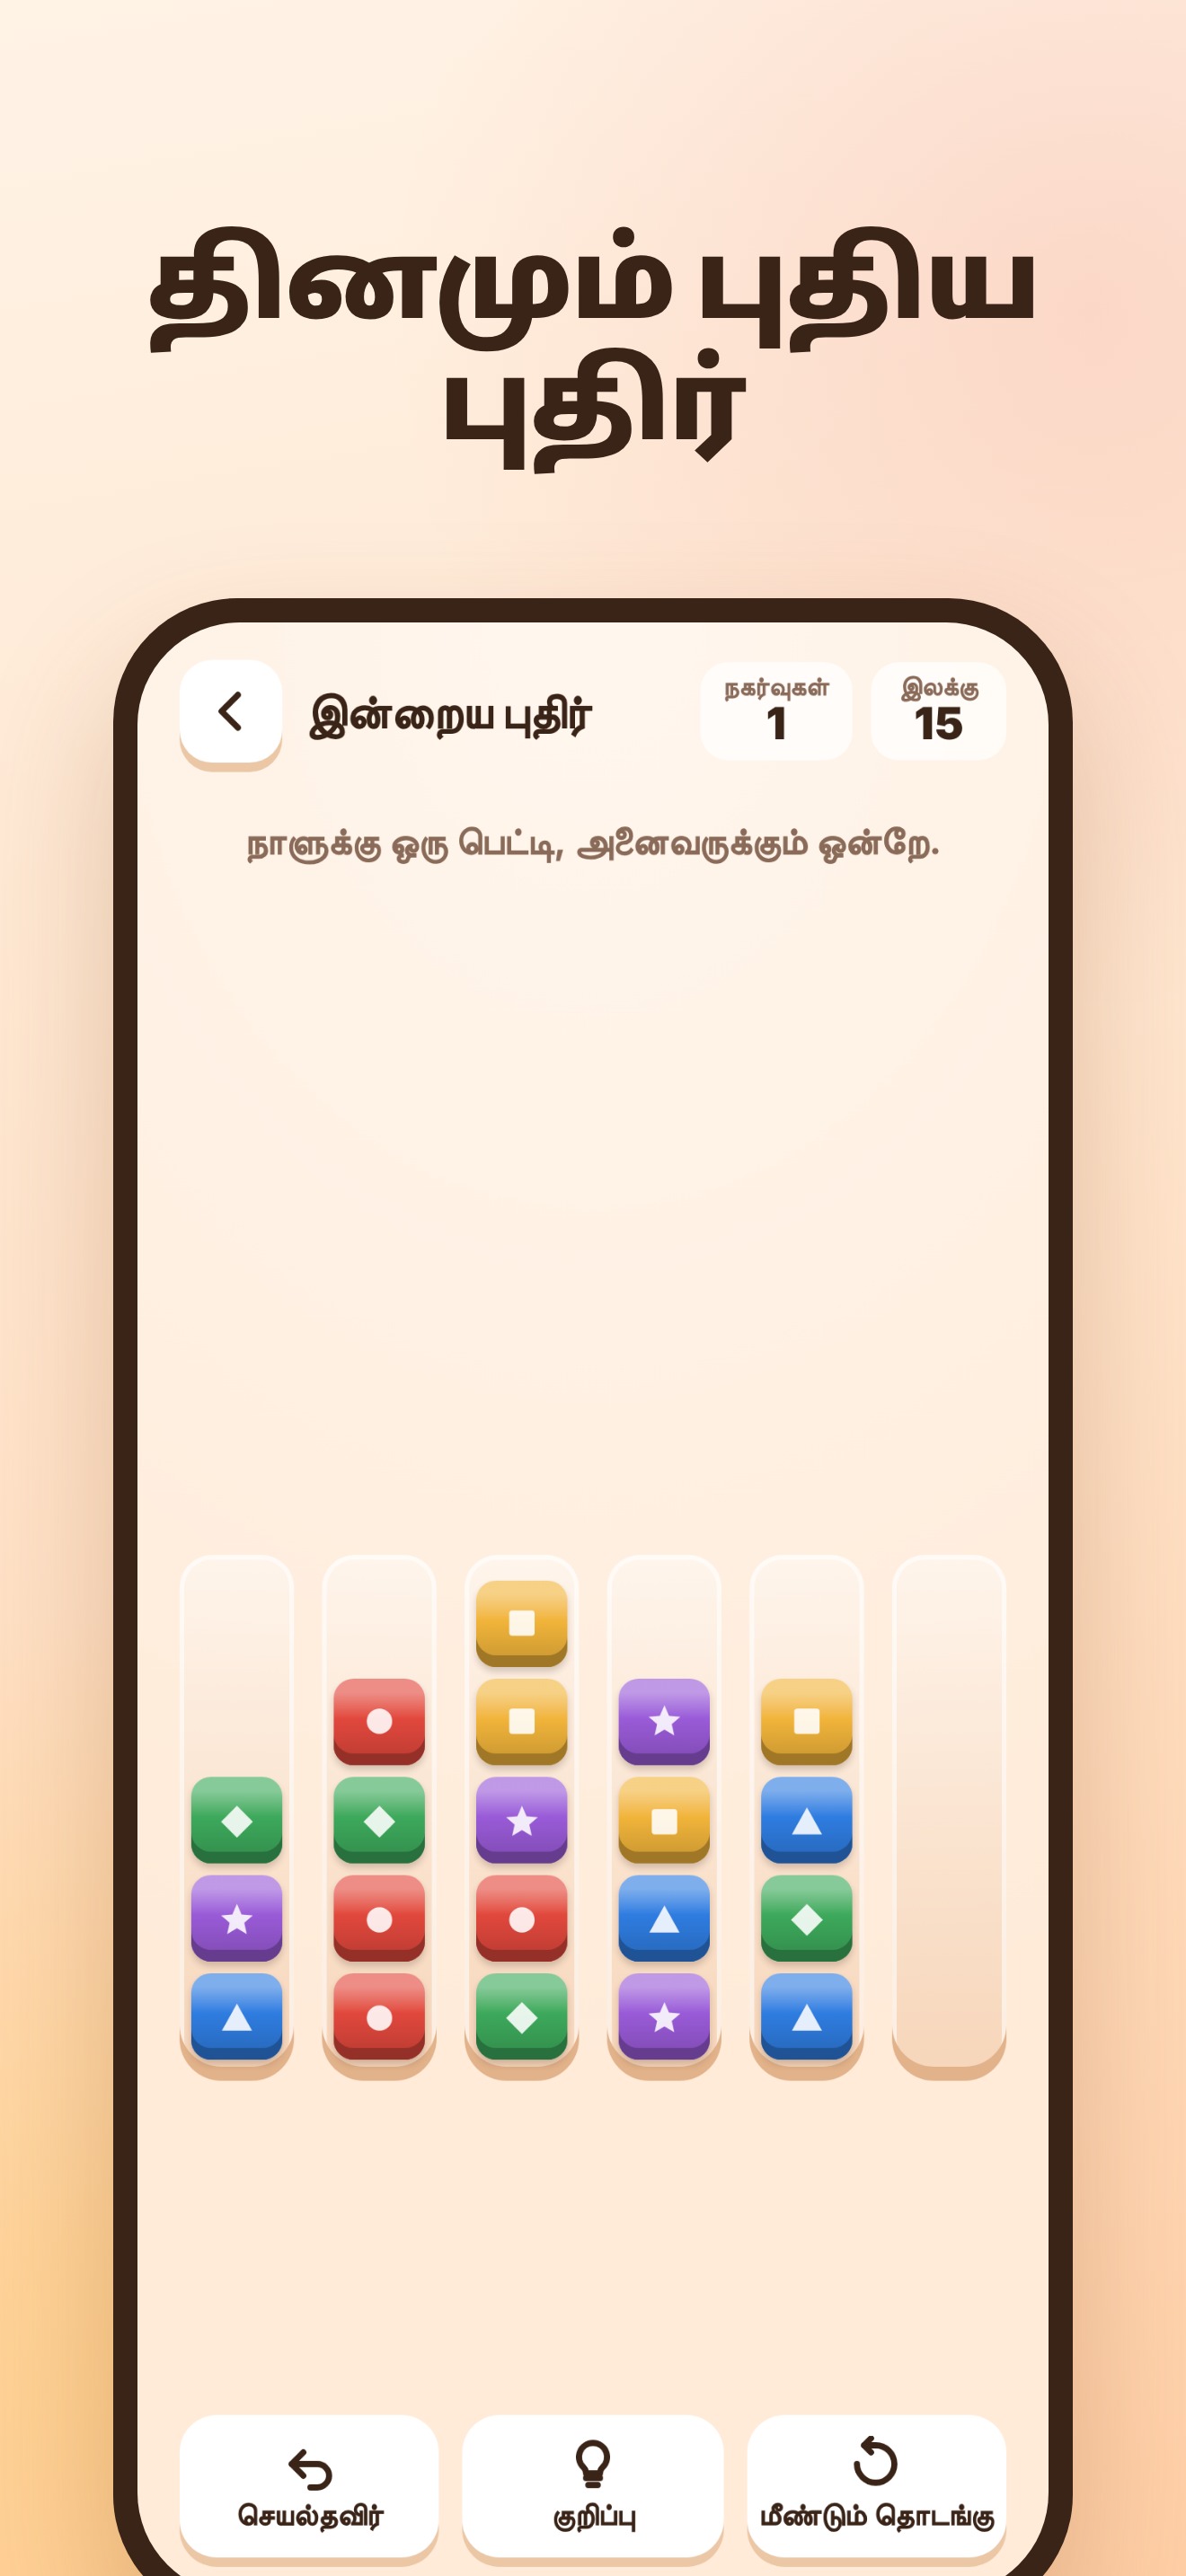 தினமும் புதிய
புதிர்
இன்றைய புதிர்
நகர்வுகள்
1
இலக்கு
15
நாளுக்கு ஒரு பெட்டி, அனைவருக்கும் ஒன்றே.
செயல்தவிர்
குறிப்பு
மீண்டும் தொடங்கு